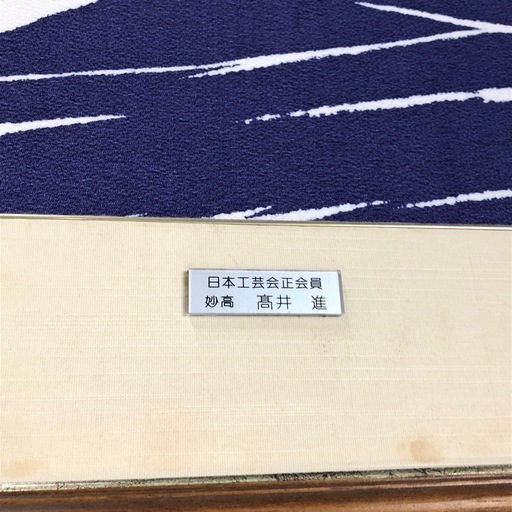 日本工芸会正会員
妙高 髙井 進